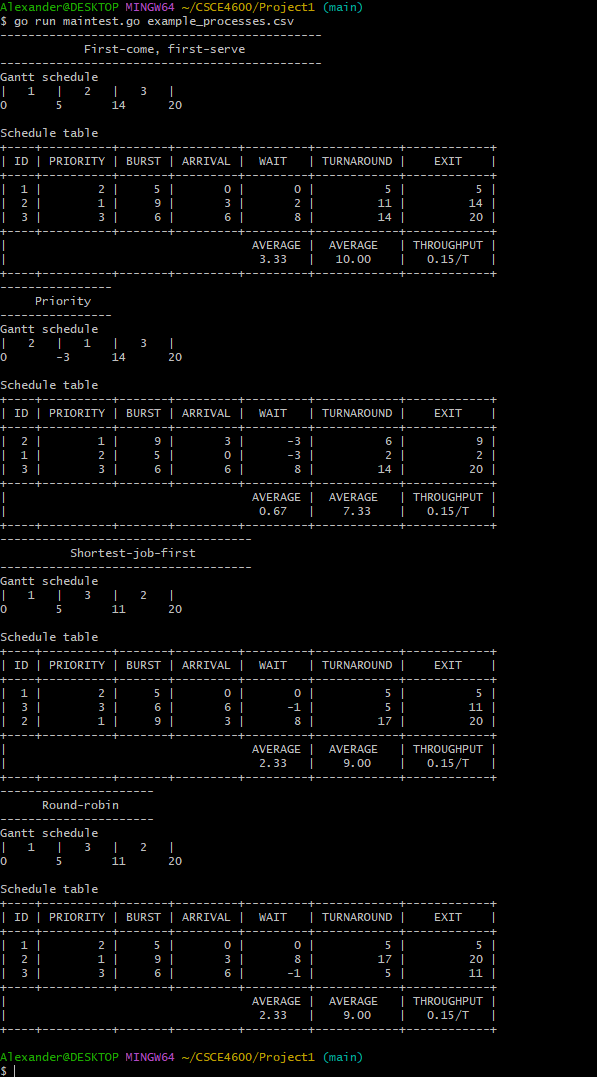 Alexander@DESKTOP MINGW64 ~/CSCE4600/Project1 (main)
$ go run maintest.go example_processes.csv
----------------------------------------------
            First-come, first-serve
----------------------------------------------
Gantt schedule
|   1   |   2   |   3   |
0       5       14      20

Schedule table
+----+----------+-------+---------+---------+------------+------------+
| ID | PRIORITY | BURST | ARRIVAL |  WAIT   | TURNAROUND |    EXIT    |
+----+----------+-------+---------+---------+------------+------------+
|  1 |        2 |     5 |       0 |       0 |          5 |          5 |
|  2 |        1 |     9 |       3 |       2 |         11 |         14 |
|  3 |        3 |     6 |       6 |       8 |         14 |         20 |
+----+----------+-------+---------+---------+------------+------------+
|                                   AVERAGE |  AVERAGE   | THROUGHPUT |
|                                    3.33   |   10.00    |   0.15/T   |
+----+----------+-------+---------+---------+------------+------------+
----------------
     Priority
----------------
Gantt schedule
|   2   |   1   |   3   |
0       -3      14      20

Schedule table
+----+----------+-------+---------+---------+------------+------------+
| ID | PRIORITY | BURST | ARRIVAL |  WAIT   | TURNAROUND |    EXIT    |
+----+----------+-------+---------+---------+------------+------------+
|  2 |        1 |     9 |       3 |      -3 |          6 |          9 |
|  1 |        2 |     5 |       0 |      -3 |          2 |          2 |
|  3 |        3 |     6 |       6 |       8 |         14 |         20 |
+----+----------+-------+---------+---------+------------+------------+
|                                   AVERAGE |  AVERAGE   | THROUGHPUT |
|                                    0.67   |    7.33    |   0.15/T   |
+----+----------+-------+---------+---------+------------+------------+
------------------------------------
          Shortest-job-first
------------------------------------
Gantt schedule
|   1   |   3   |   2   |
0       5       11      20

Schedule table
+----+----------+-------+---------+---------+------------+------------+
| ID | PRIORITY | BURST | ARRIVAL |  WAIT   | TURNAROUND |    EXIT    |
+----+----------+-------+---------+---------+------------+------------+
|  1 |        2 |     5 |       0 |       0 |          5 |          5 |
|  3 |        3 |     6 |       6 |      -1 |          5 |         11 |
|  2 |        1 |     9 |       3 |       8 |         17 |         20 |
+----+----------+-------+---------+---------+------------+------------+
|                                   AVERAGE |  AVERAGE   | THROUGHPUT |
|                                    2.33   |    9.00    |   0.15/T   |
+----+----------+-------+---------+---------+------------+------------+
----------------------
      Round-robin
----------------------
Gantt schedule
|   1   |   3   |   2   |
0       5       11      20

Schedule table
+----+----------+-------+---------+---------+------------+------------+
| ID | PRIORITY | BURST | ARRIVAL |  WAIT   | TURNAROUND |    EXIT    |
+----+----------+-------+---------+---------+------------+------------+
|  1 |        2 |     5 |       0 |       0 |          5 |          5 |
|  2 |        1 |     9 |       3 |       8 |         17 |         20 |
|  3 |        3 |     6 |       6 |      -1 |          5 |         11 |
+----+----------+-------+---------+---------+------------+------------+
|                                   AVERAGE |  AVERAGE   | THROUGHPUT |
|                                    2.33   |    9.00    |   0.15/T   |
+----+----------+-------+---------+---------+------------+------------+

Alexander@DESKTOP MINGW64 ~/CSCE4600/Project1 (main)
$